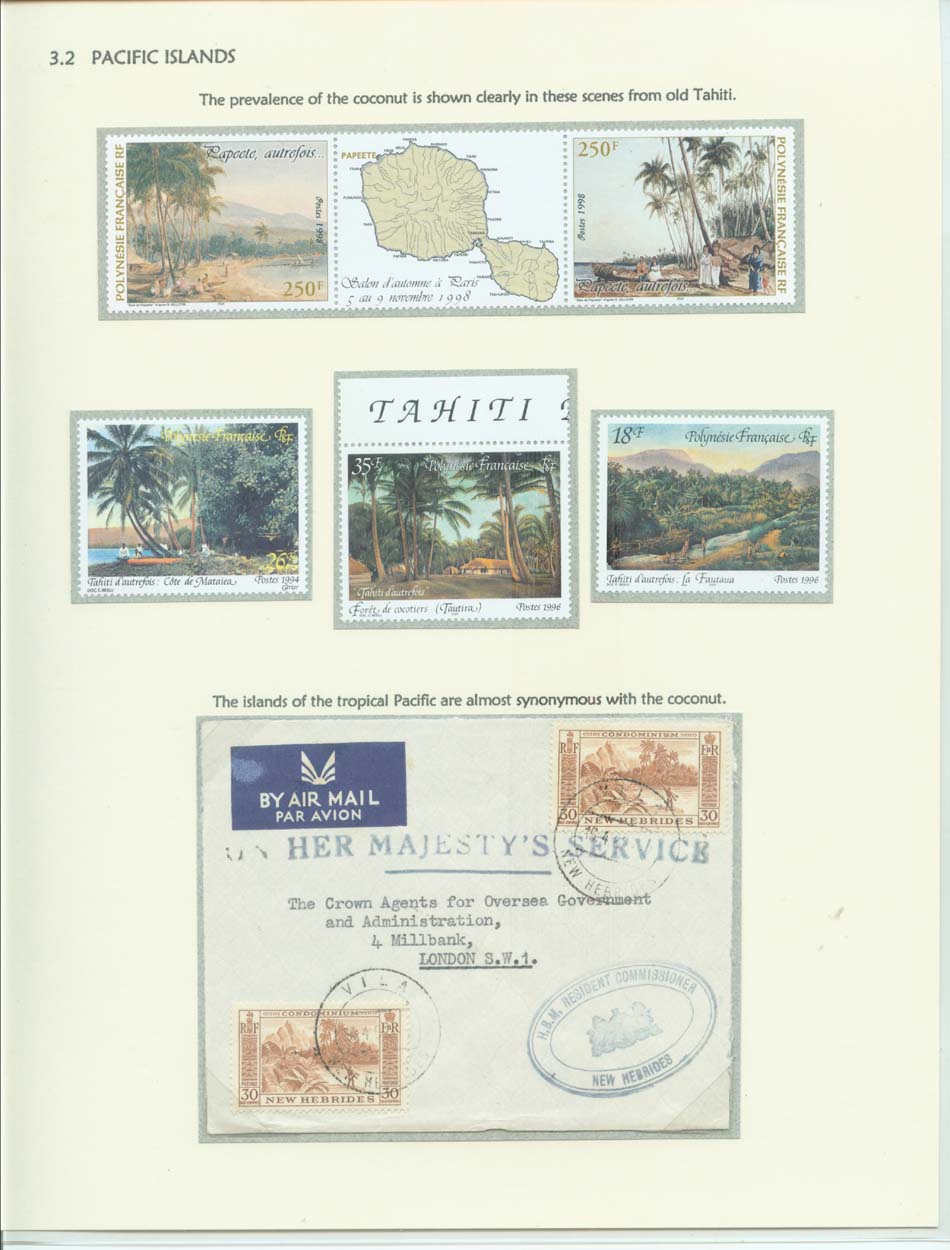 3.2 PACIFIC ISLANDS
The prevalence of the coconut is shown clearly in these scenes from old Tahiti.
POLYNÉSIE FRANÇAISE RF
Papeete, autrefois...
Postes 1998
250F
PAPEETE
Salon d'automne à Paris
5 au 9 novembre 1998
250F
Postes 1998
Papeete, autrefois...
POLYNÉSIE FRANÇAISE RF
Polynésie Française RF
26F
Tahiti d'autrefois: Côte de Mataiea Postes 1994
TAHITI
35F Polynésie Française RF
Tahiti d'autrefois
Forêt de cocotiers (Tautira) Postes 1996
18CF Polynésie Française RF
Tahiti d'autrefois: la Fautaua Postes 1996
The islands of the tropical Pacific are almost synonymous with the coconut.
BY AIR MAIL
PAR AVION
CONDOMINIUM
RF EIIR
30 NEW HEBRIDES 30
NEW HEBRIDES
HER MAJESTY'S SERVICE
The Crown Agents for Oversea Government
and Administration,
4 Millbank,
LONDON S.W.1.
VILA
CONDOMINIUM
RF EIIR
30 NEW HEBRIDES 30
H.B.M. RESIDENT COMMISSIONER
NEW HEBRIDES